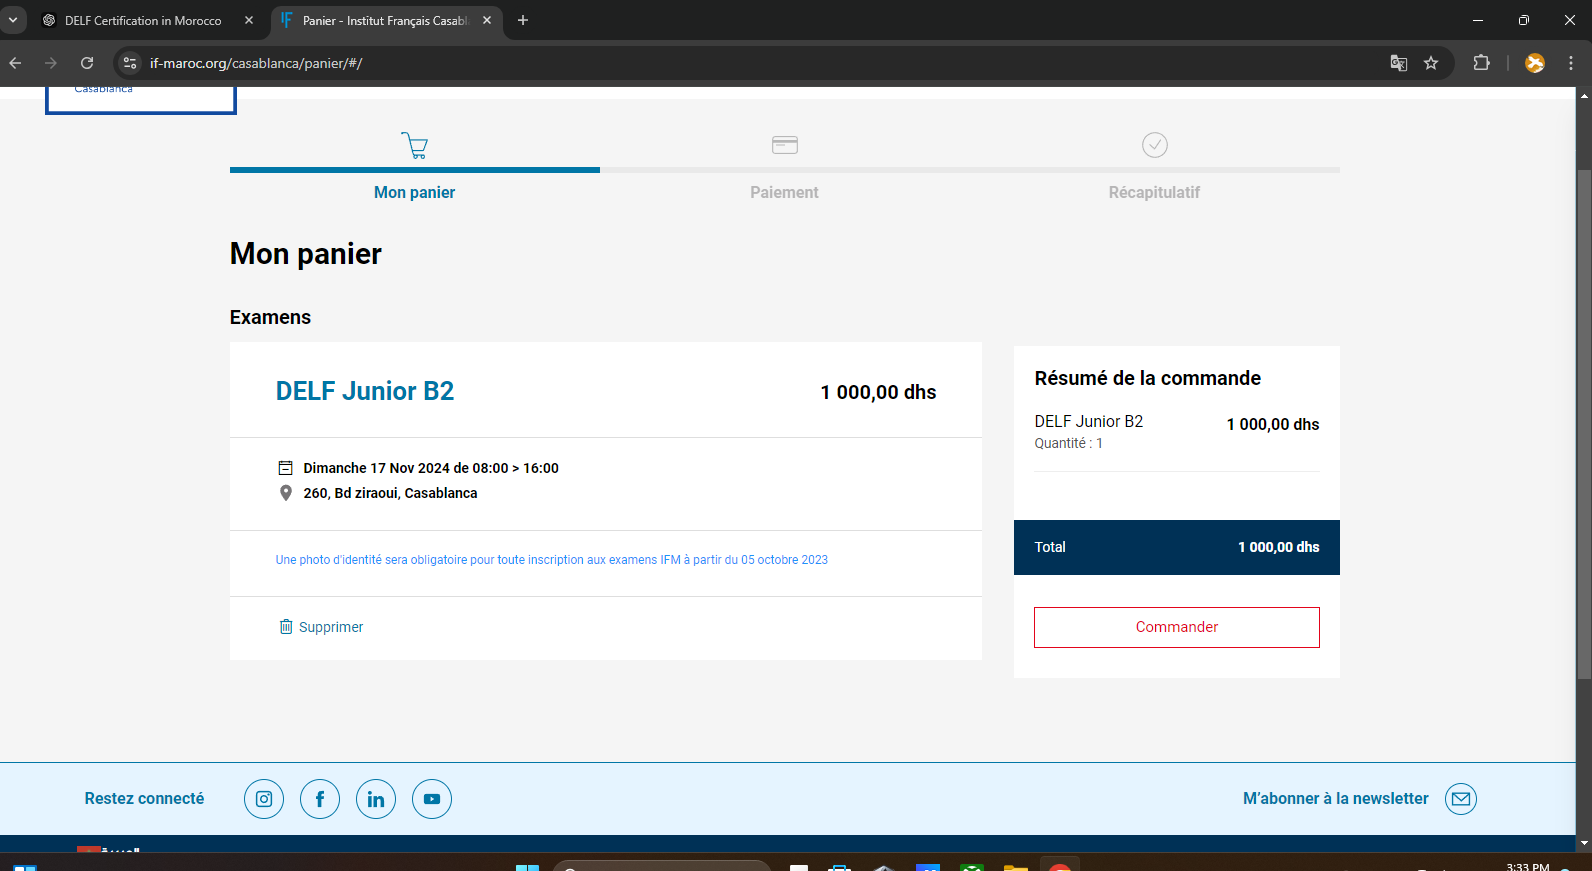 DELF Certification in Morocco
Panier - Institut Français Casabl
if-maroc.org/casablanca/panier/#/
Casablanca
Mon panier
Paiement
Récapitulatif
Mon panier
Examens
DELF Junior B2
1 000,00 dhs
Dimanche 17 Nov 2024 de 08:00 > 16:00
260, Bd ziraoui, Casablanca
Une photo d'identité sera obligatoire pour toute inscription aux examens IFM à partir du 05 octobre 2023
Supprimer
Résumé de la commande
DELF Junior B2
1 000,00 dhs
Quantité : 1
Total
1 000,00 dhs
Commander
Restez connecté
M'abonner à la newsletter
3:33 PM